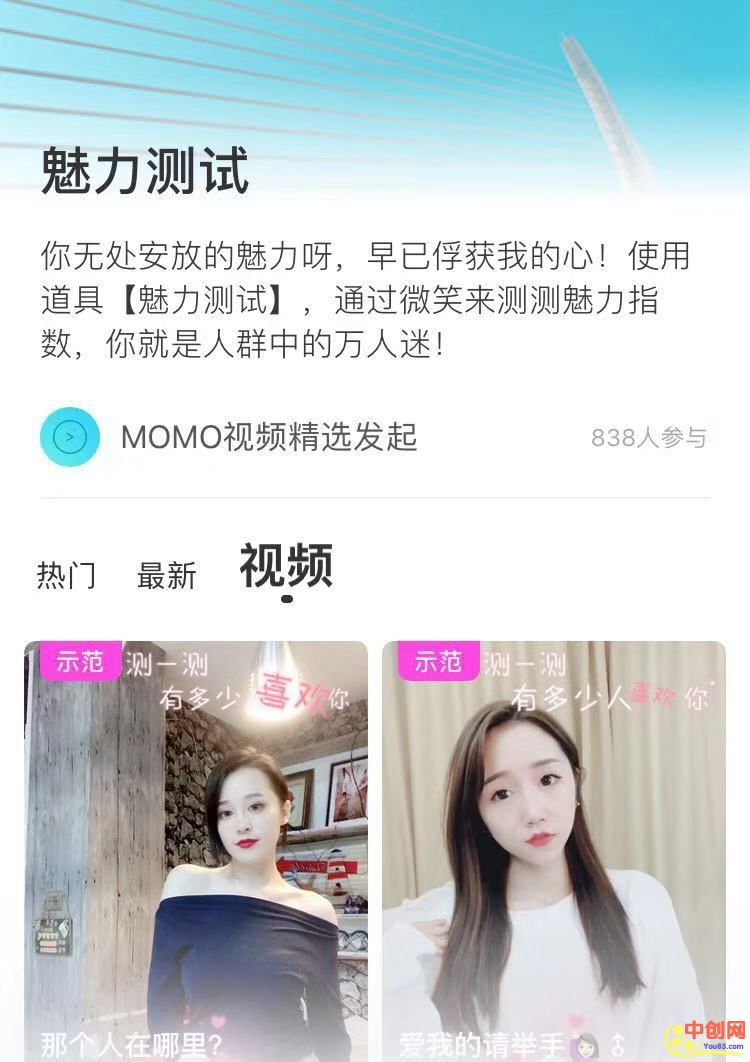 魅力测试
你无处安放的魅力呀，早已俘获我的心！使用
道具【魅力测试】，通过微笑来测测魅力指
数，你就是人群中的万人迷！
MOMO视频精选发起
838人参与
热门 最新 视频
示范
测一测
有多少喜欢你
那个人在哪里?
示范
测一测
有多少人喜欢你
爱我的请举手🙋🏻‍♀️
中创网
You85.com